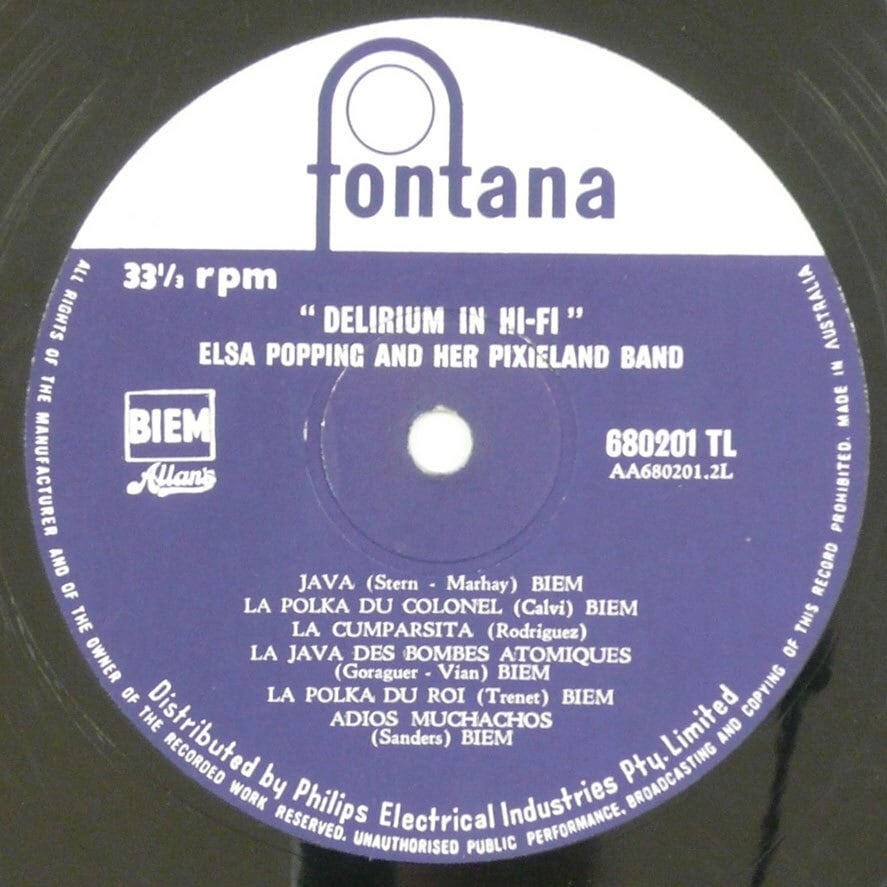 fontana
33 1/3 rpm
" DELIRIUM IN HI-FI "
ELSA POPPING AND HER PIXIELAND BAND
BIEM
Allan's
680201 TL
AA680201.2L
JAVA (Stern - Marhay) BIEM
LA POLKA DU COLONEL (Calvi) BIEM
LA CUMPARSITA (Rodriguez)
LA JAVA DES BOMBES ATOMIQUES
(Goraguer - Vian) BIEM
LA POLKA DU ROI (Trenet) BIEM
ADIOS MUCHACHOS
(Sanders) BIEM
Distributed by Philips Electrical Industries Pty. Limited
ALL RIGHTS OF THE MANUFACTURER AND OF THE OWNER OF THE RECORDED WORK RESERVED. UNAUTHORISED PUBLIC PERFORMANCE, BROADCASTING AND COPYING OF THIS RECORD PROHIBITED. MADE IN AUSTRALIA